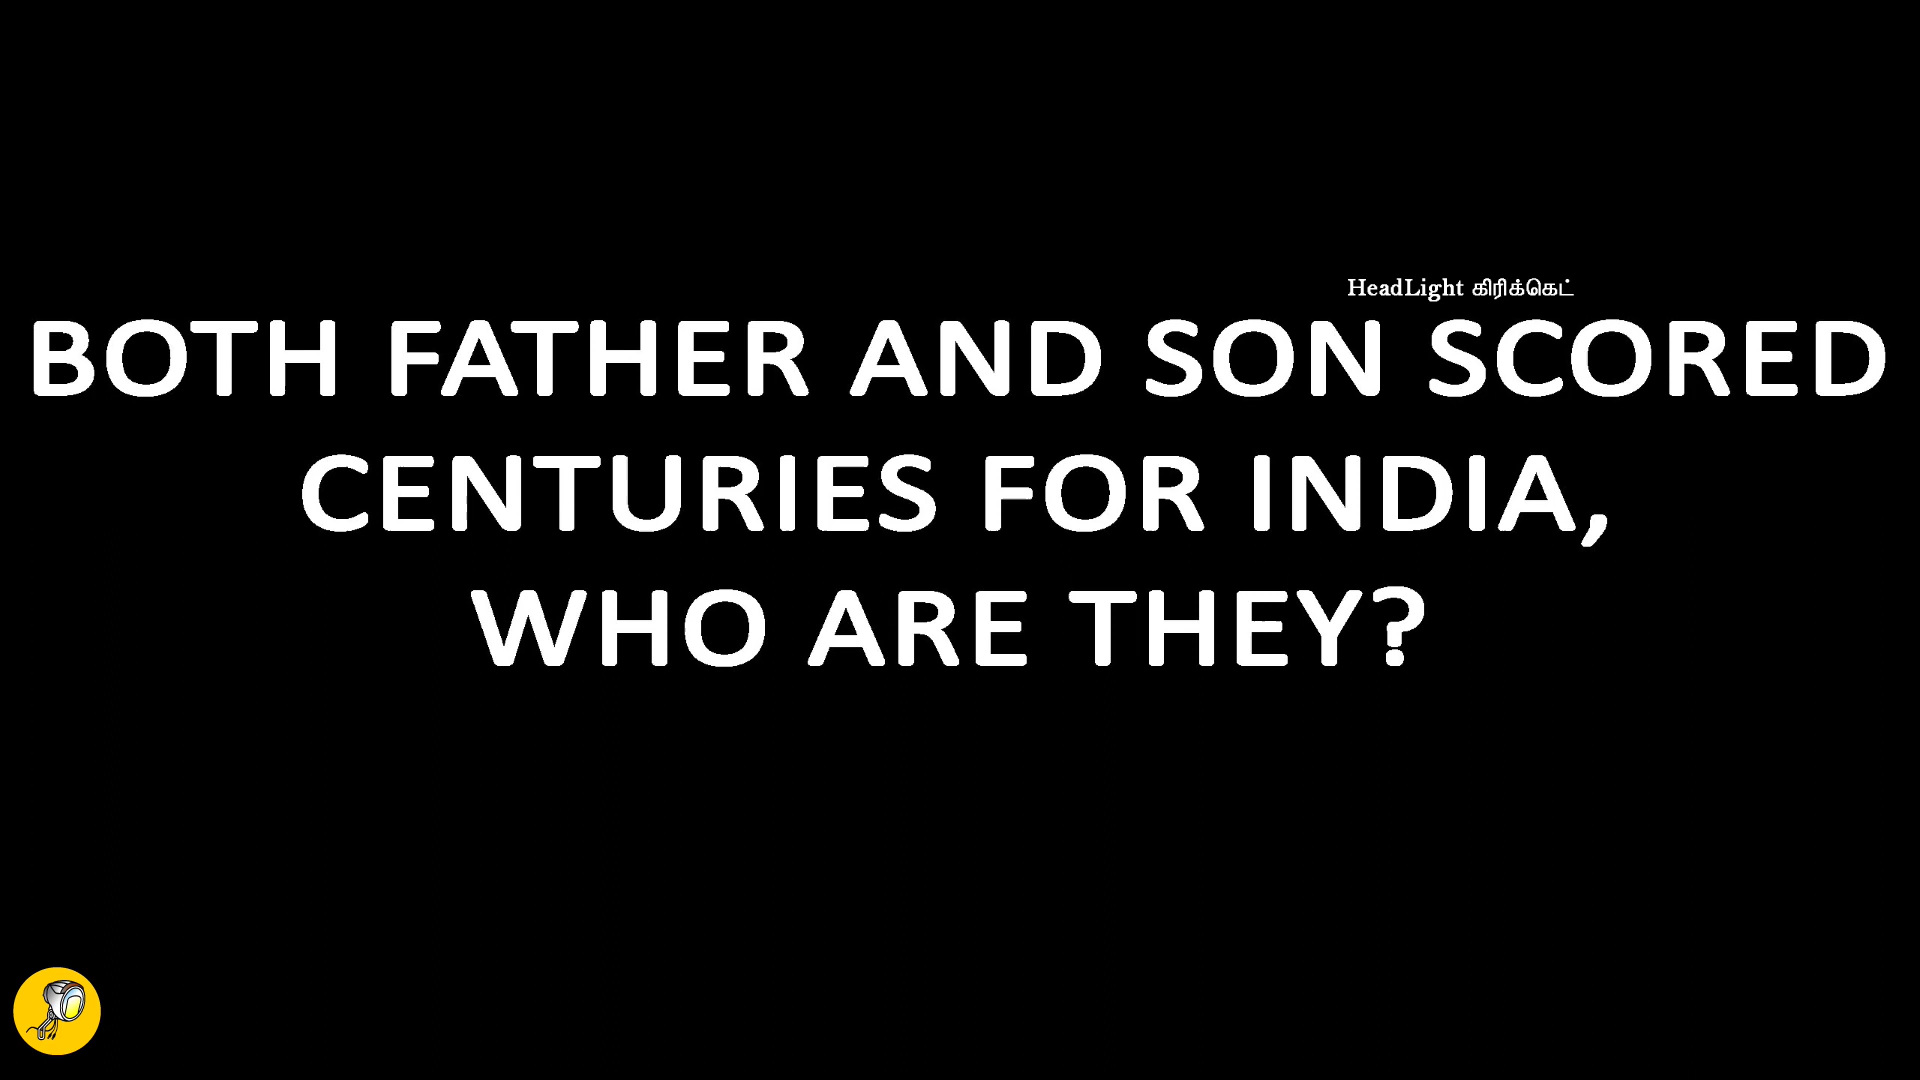 HeadLight கிரிக்கெட்
BOTH FATHER AND SON SCORED
CENTURIES FOR INDIA,
WHO ARE THEY?